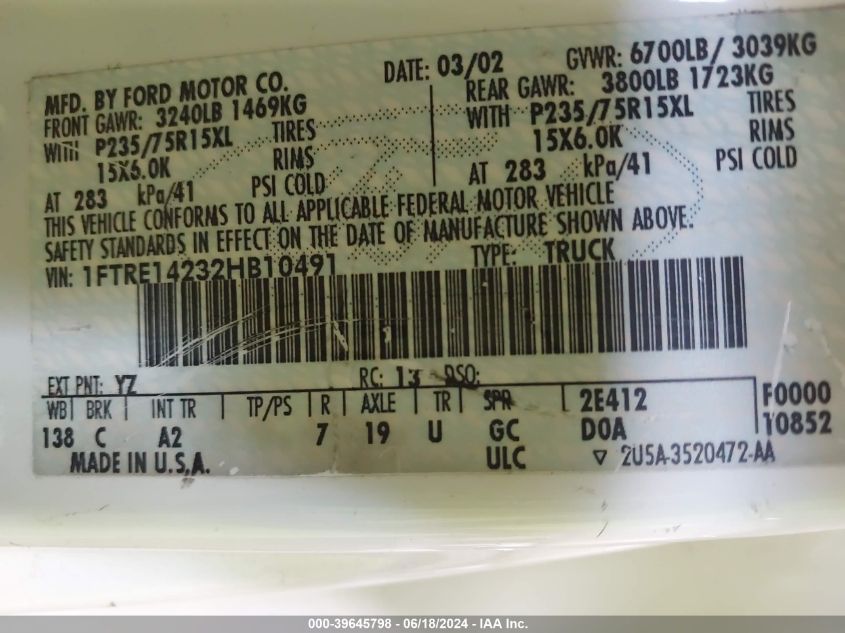 MFD. BY FORD MOTOR CO. DATE: 03/02 GVWR: 6700LB/ 3039KG
FRONT GAWR: 3240LB 1469KG REAR GAWR: 3800LB 1723KG
WITH P235/75R15XL TIRES WITH P235/75R15XL TIRES
15X6.0K RIMS 15X6.0K RIMS
AT 283 kPa/41 PSI COLD AT 283 kPa/41 PSI COLD
THIS VEHICLE CONFORMS TO ALL APPLICABLE FEDERAL MOTOR VEHICLE
SAFETY STANDARDS IN EFFECT ON THE DATE OF MANUFACTURE SHOWN ABOVE.
VIN: 1FTRE14232HB10491 TYPE: TRUCK
EXT PNT: YZ RC: 13 DSO:
WB BRK INT TR TP/PS R AXLE TR SPR 2E412 F0000
138 C A2 7 19 U GC D0A T0852
MADE IN U.S.A. ULC ▽ 2U5A-3520472-AA
000-39645798 - 06/18/2024 - IAA Inc.